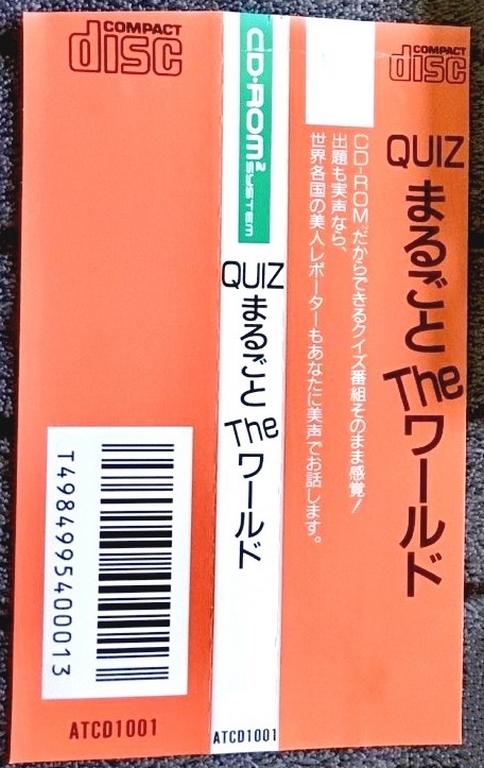 COMPACT
disc
QUIZ まるごと The ワールド
CD-ROM²だからできるクイズ番組そのまま感覚!
出題も実声なら、
世界各国の美人レポーターもあなたに美声でお話します。
CD-ROM² SYSTEM
QUIZ まるごと The ワールド
ATCD1001
COMPACT
disc
T4984995400013
ATCD1001